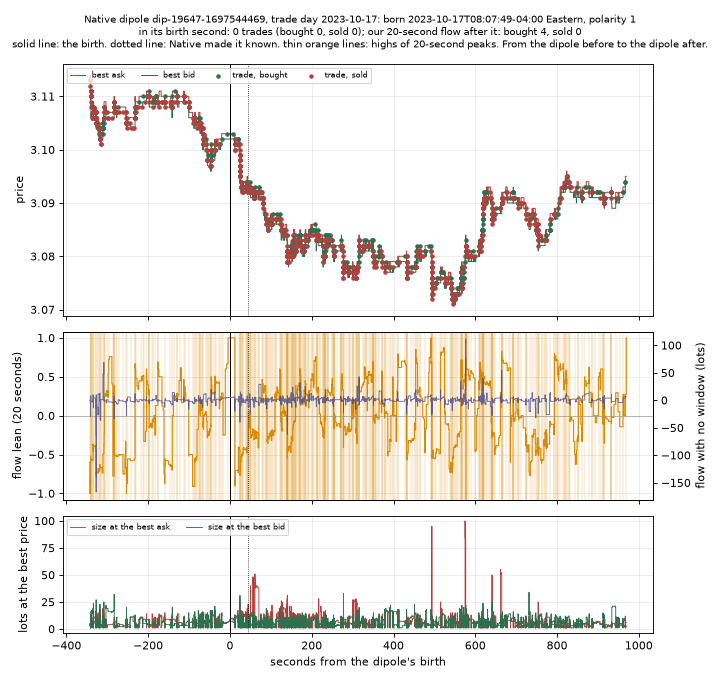 Native dipole dip-19647-1697544469, trade day 2023-10-17: born 2023-10-17T08:07:49-04:00 Eastern, polarity 1
in its birth second: 0 trades (bought 0, sold 0); our 20-second flow after it: bought 4, sold 0
solid line: the birth. dotted line: Native made it known. thin orange lines: highs of 20-second peaks. From the dipole before to the dipole after.
best ask
best bid
trade, bought
trade, sold
3.11
3.10
3.09
3.08
3.07
price
1.0
0.5
0.0
−0.5
−1.0
flow lean (20 seconds)
100
50
0
−50
−100
−150
flow with no window (lots)
size at the best ask
size at the best bid
100
75
50
25
0
lots at the best price
−400
−200
0
200
400
600
800
1000
seconds from the dipole's birth